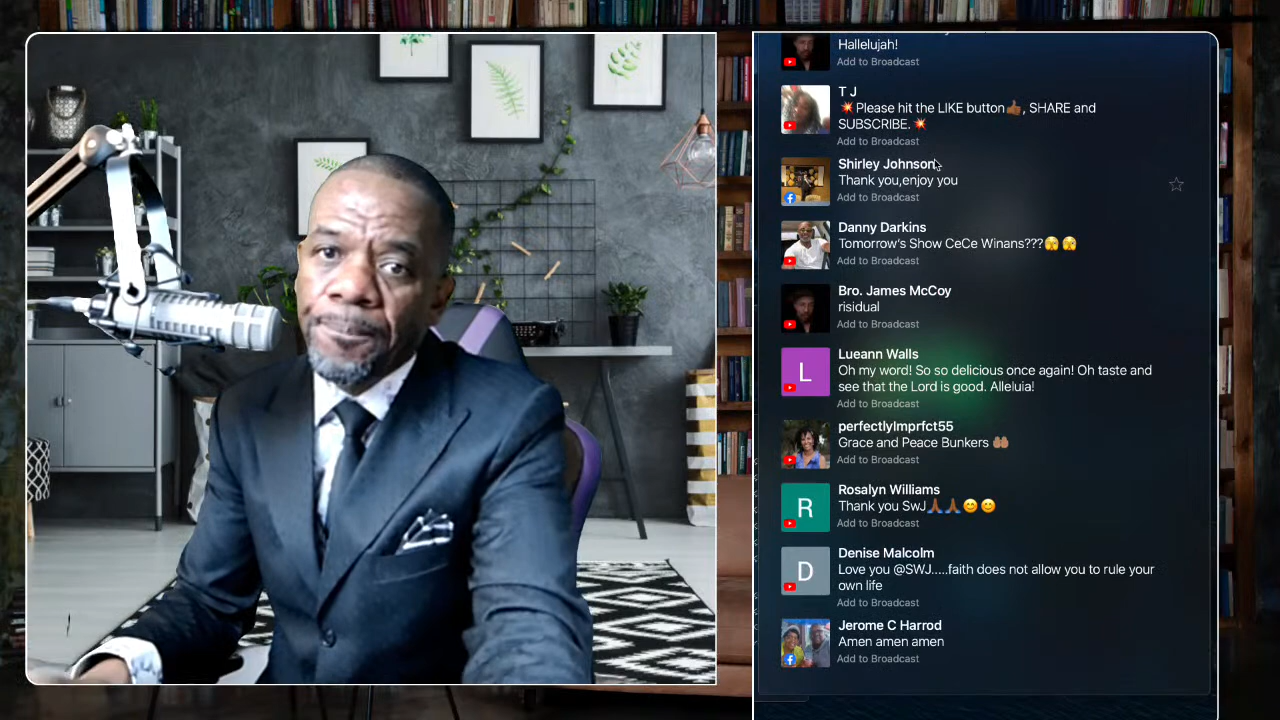 Hallelujah!
Add to Broadcast
T J
💥Please hit the LIKE button👍🏾, SHARE and
SUBSCRIBE.💥
Add to Broadcast
Shirley Johnson
Thank you,enjoy you
Add to Broadcast
Danny Darkins
Tomorrow's Show CeCe Winans???🫣🫣
Add to Broadcast
Bro. James McCoy
risidual
Add to Broadcast
L
Lueann Walls
Oh my word! So so delicious once again! Oh taste and
see that the Lord is good. Alleluia!
Add to Broadcast
perfectlyImprfct55
Grace and Peace Bunkers 🤲🏽
Add to Broadcast
R
Rosalyn Williams
Thank you SwJ🙏🏾🙏🏾😊😊
Add to Broadcast
D
Denise Malcolm
Love you @SWJ.....faith does not allow you to rule your
own life
Add to Broadcast
Jerome C Harrod
Amen amen amen
Add to Broadcast